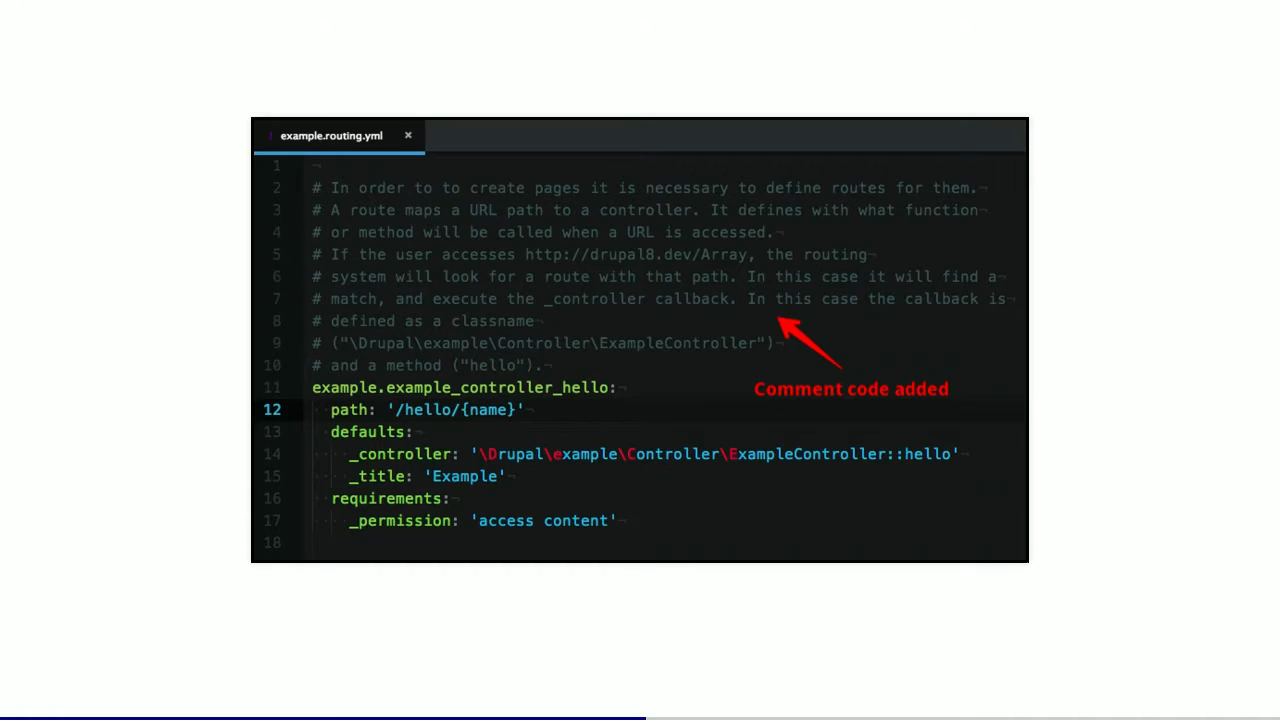 example.routing.yml ×
1 ¬
2 # In order to to create pages it is necessary to define routes for them.¬
3 # A route maps a URL path to a controller. It defines with what function¬
4 # or method will be called when a URL is accessed.¬
5 # If the user accesses http://drupal8.dev/Array, the routing¬
6 # system will look for a route with that path. In this case it will find a¬
7 # match, and execute the _controller callback. In this case the callback is¬
8 # defined as a classname¬
9 # ("\Drupal\example\Controller\ExampleController")¬
10 # and a method ("hello").¬
11 example.example_controller_hello:¬
Comment code added
12 path: '/hello/{name}'¬
13 defaults:¬
14 _controller: '\Drupal\example\Controller\ExampleController::hello'¬
15 _title: 'Example'¬
16 requirements:¬
17 _permission: 'access content'¬
18